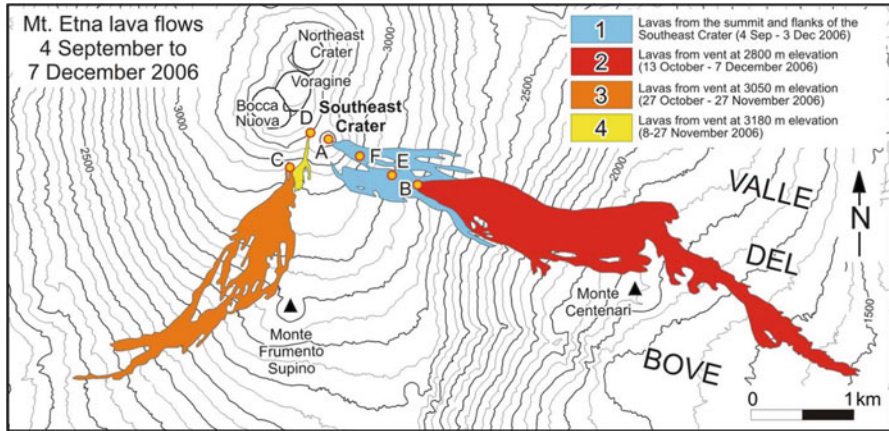 Mt. Etna lava flows
4 September to
7 December 2006
Northeast
Crater
Voragine
Bocca
Nuova
Southeast
Crater
D
A
C
F
E
B
3000
3000
2500
2500
2000
1500
1
Lavas from the summit and flanks of the
Southeast Crater (4 Sep - 3 Dec 2006)
2
Lavas from vent at 2800 m elevation
(13 October - 7 December 2006)
3
Lavas from vent at 3050 m elevation
(27 October - 27 November 2006)
4
Lavas from vent at 3180 m elevation
(8-27 November 2006)
VALLE
DEL
BOVE
N
Monte
Centenari
Monte
Frumento
Supino
0 1 km